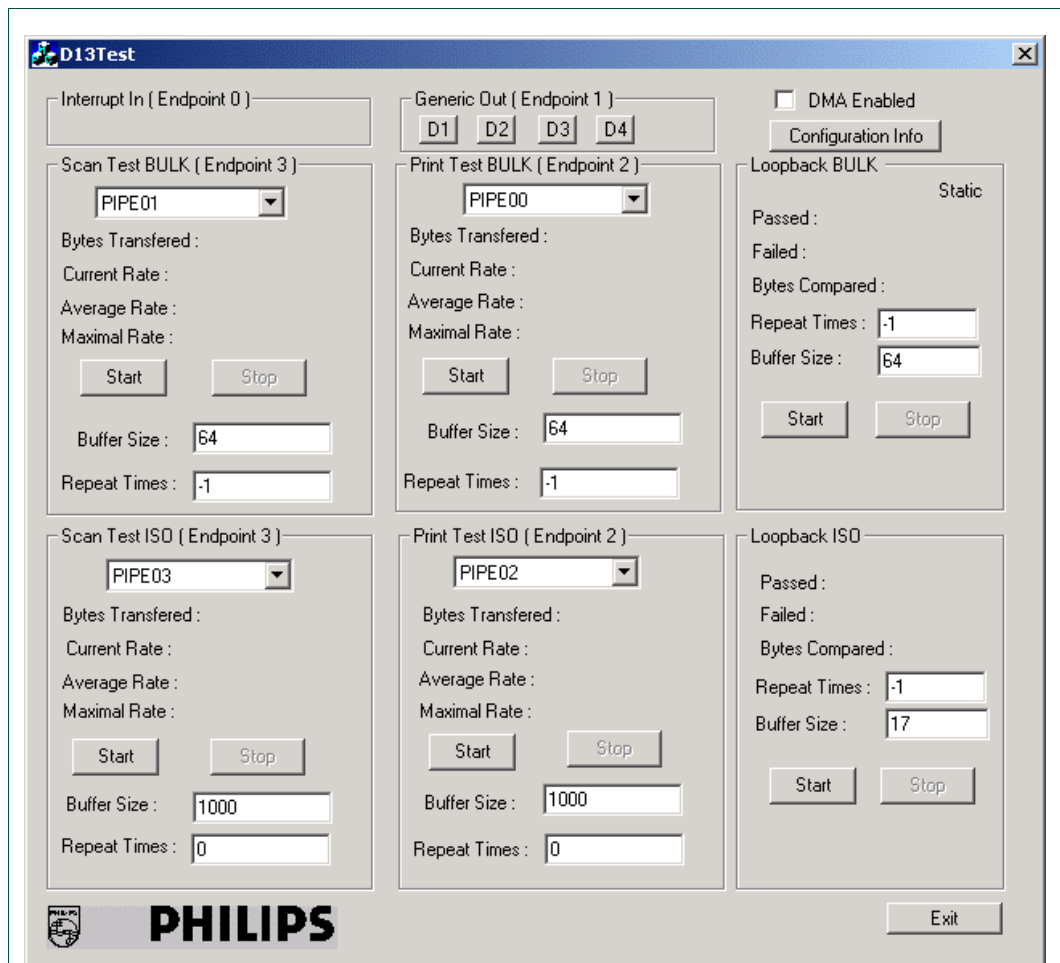 D13Test
Interrupt In ( Endpoint 0 )
Generic Out ( Endpoint 1 )
D1 D2 D3 D4
DMA Enabled
Configuration Info
Scan Test BULK ( Endpoint 3 )
PIPE01
Bytes Transfered :
Current Rate :
Average Rate :
Maximal Rate :
Start Stop
Buffer Size : 64
Repeat Times : -1
Print Test BULK ( Endpoint 2 )
PIPE00
Bytes Transfered :
Current Rate :
Average Rate :
Maximal Rate :
Start Stop
Buffer Size : 64
Repeat Times : -1
Loopback BULK
Static
Passed :
Failed :
Bytes Compared :
Repeat Times : -1
Buffer Size : 64
Start Stop
Scan Test ISO ( Endpoint 3 )
PIPE03
Bytes Transfered :
Current Rate :
Average Rate :
Maximal Rate :
Start Stop
Buffer Size : 1000
Repeat Times : 0
Print Test ISO ( Endpoint 2 )
PIPE02
Bytes Transfered :
Current Rate :
Average Rate :
Maximal Rate :
Start Stop
Buffer Size : 1000
Repeat Times : 0
Loopback ISO
Passed :
Failed :
Bytes Compared :
Repeat Times : -1
Buffer Size : 17
Start Stop
PHILIPS
Exit